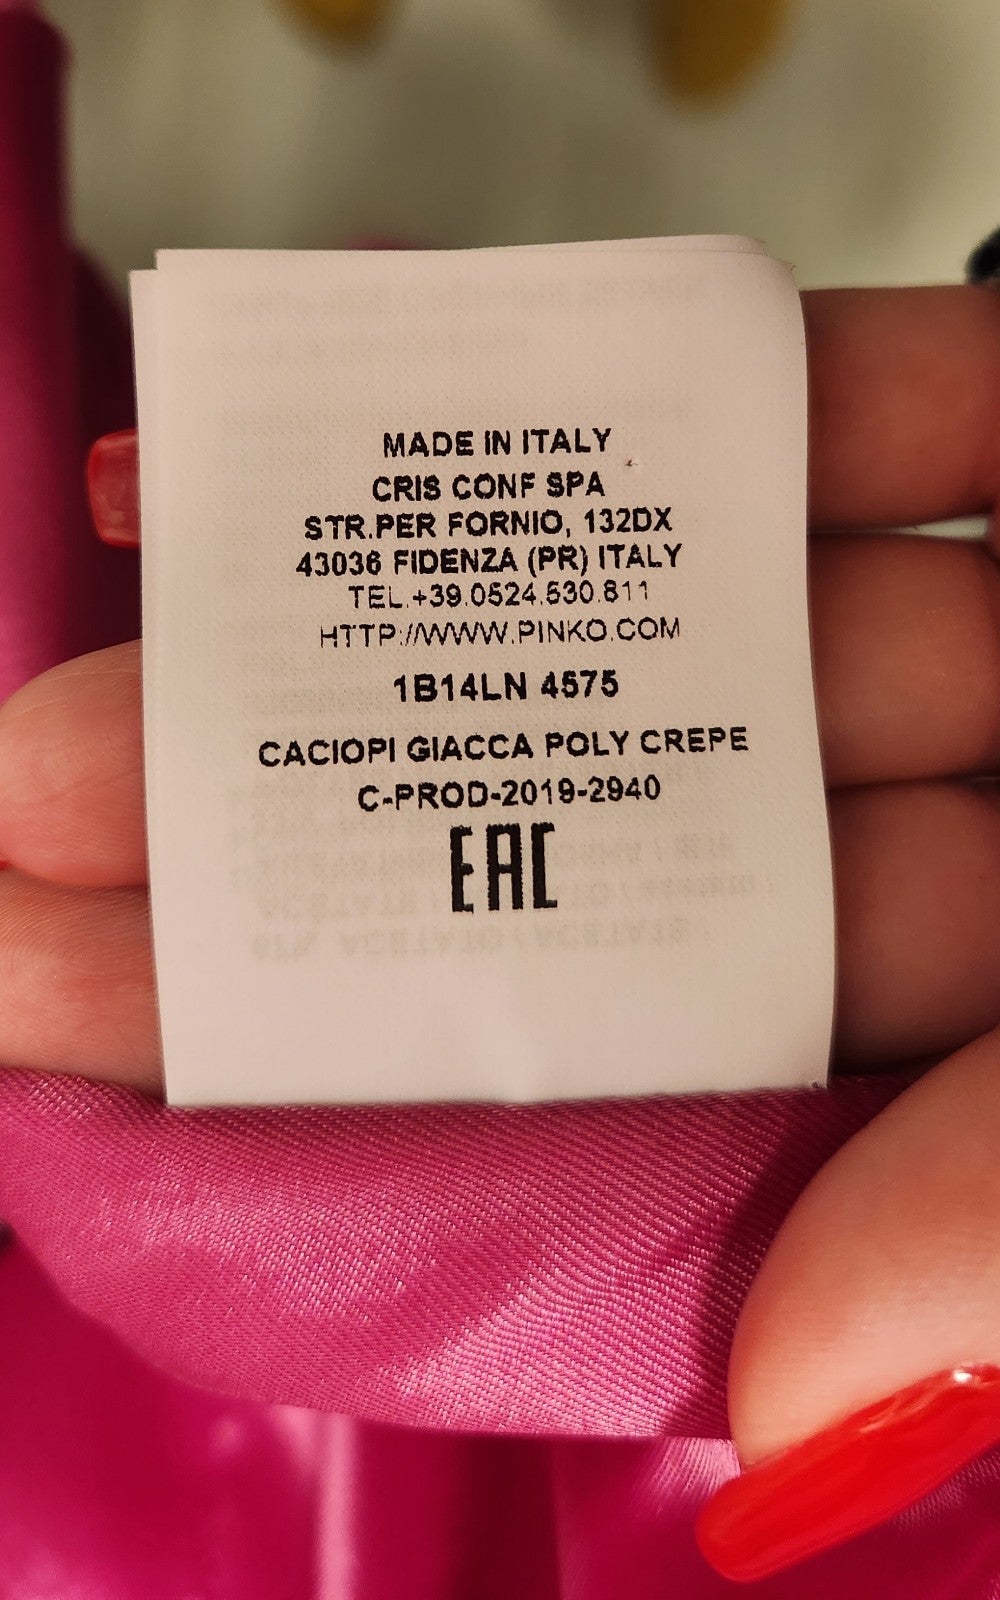 MADE IN ITALY
CRIS CONF SPA
STR.PER FORNIO, 132DX
43036 FIDENZA (PR) ITALY
TEL.+39.0524.530.811
HTTP://WWW.PINKO.COM
1B14LN 4575
CACIOPI GIACCA POLY CREPE
C-PROD-2019-2940
EAC